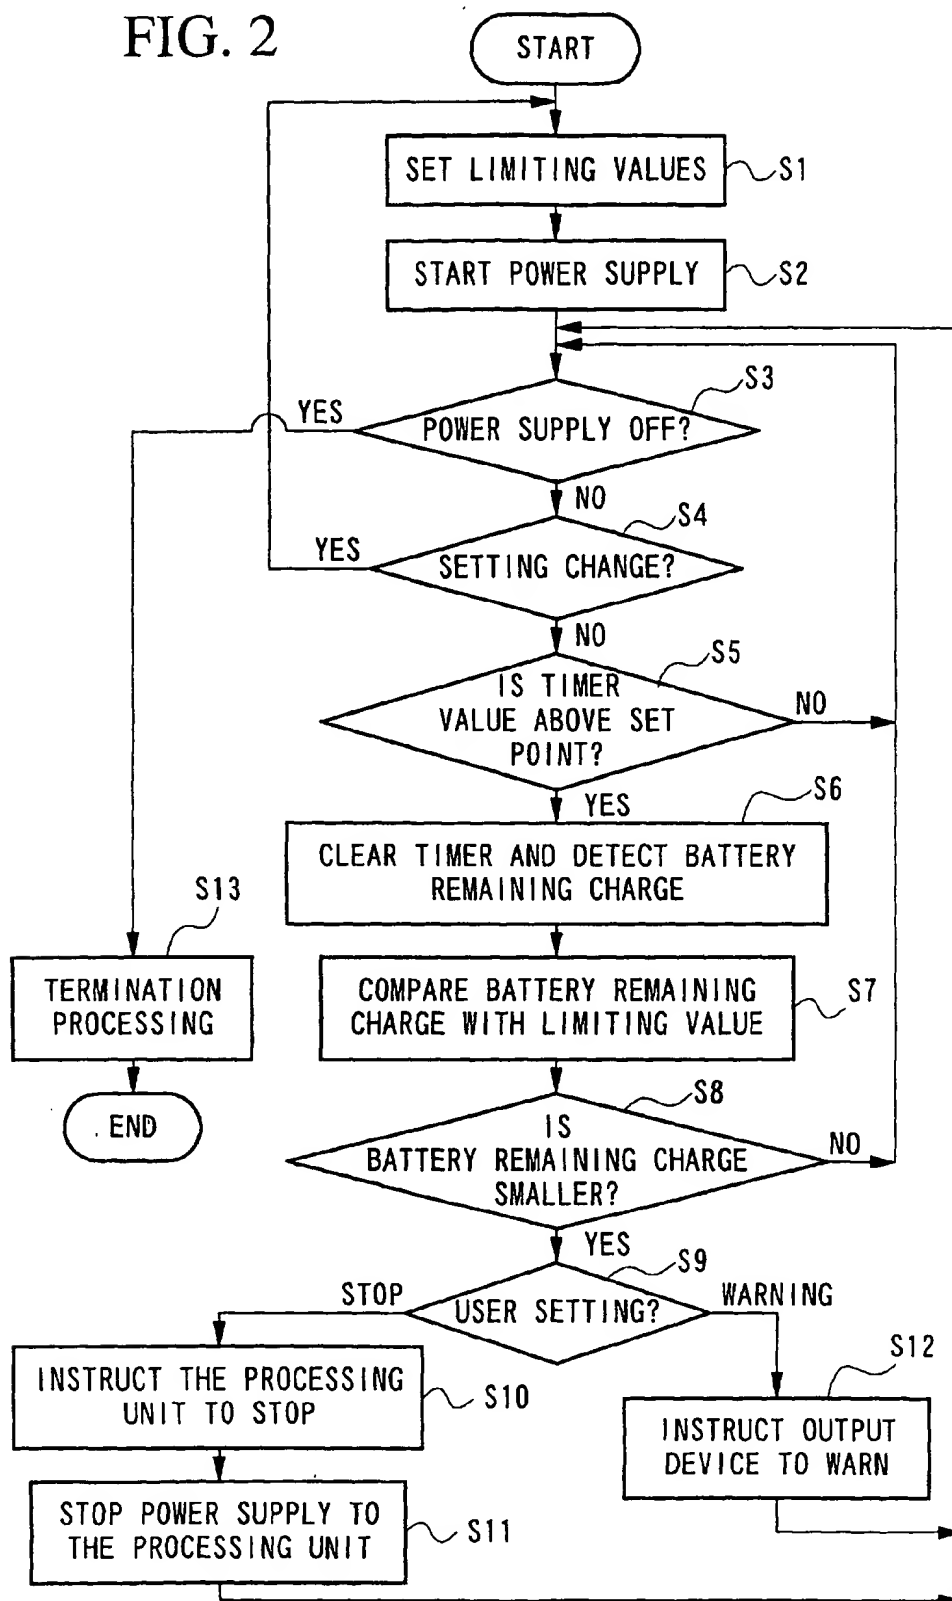 FIG. 2
START
SET LIMITING VALUES
S1
START POWER SUPPLY
S2
S3
YES
POWER SUPPLY OFF?
NO
S4
YES
SETTING CHANGE?
NO
S5
IS TIMER
VALUE ABOVE SET
POINT?
NO
YES
S6
CLEAR TIMER AND DETECT BATTERY
REMAINING CHARGE
S13
TERMINATION
PROCESSING
END
COMPARE BATTERY REMAINING
CHARGE WITH LIMITING VALUE
S7
S8
IS
BATTERY REMAINING CHARGE
SMALLER?
NO
YES
S9
STOP
USER SETTING?
WARNING
INSTRUCT THE PROCESSING
UNIT TO STOP
S10
S12
INSTRUCT OUTPUT
DEVICE TO WARN
STOP POWER SUPPLY TO
THE PROCESSING UNIT
S11